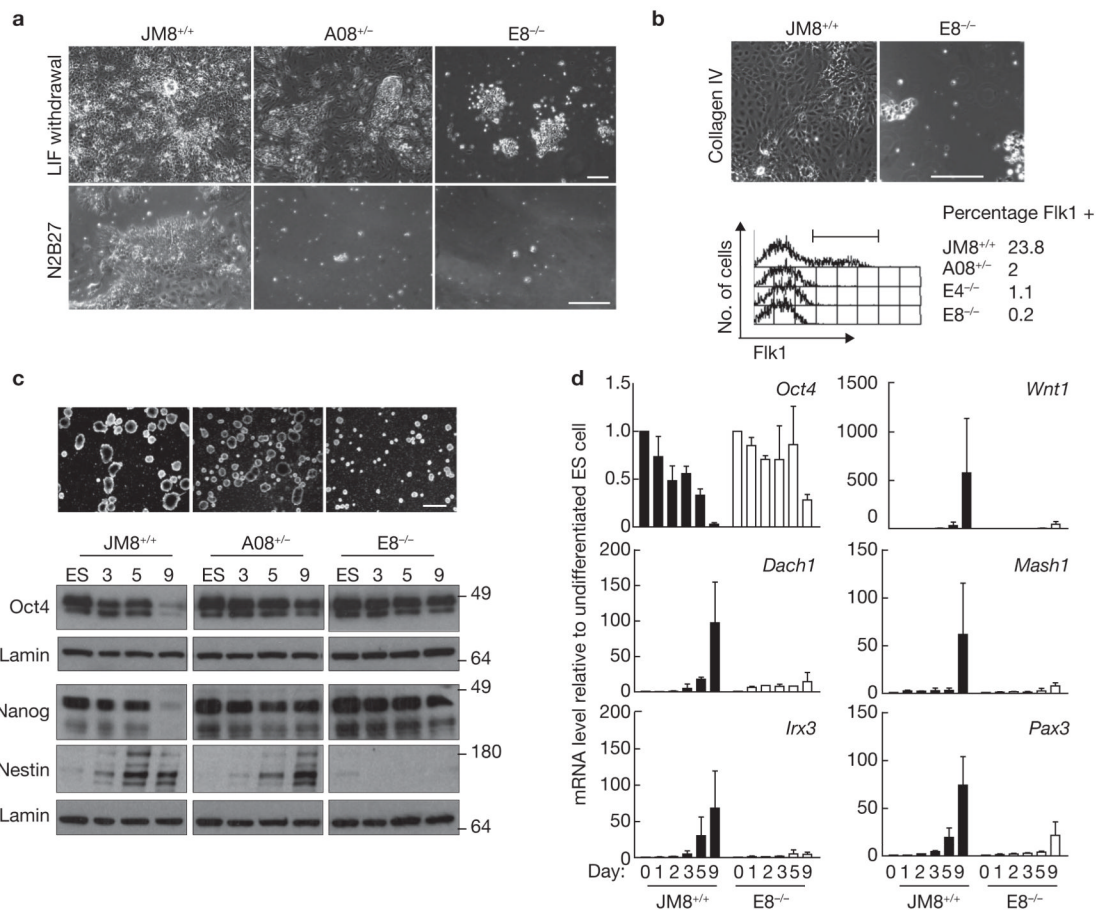 a
JM8+/+ A08+/– E8–/–
LIF withdrawal
N2B27
b
JM8+/+ E8–/–
Collagen IV
No. of cells
Flk1
Percentage Flk1 +
JM8+/+ 23.8
A08+/– 2
E4–/– 1.1
E8–/– 0.2
c
JM8+/+ A08+/– E8–/–
ES 3 5 9 ES 3 5 9 ES 3 5 9
Oct4 49
Lamin 64
Nanog 49
Nestin 180
Lamin 64
d
mRNA level relative to undifferentiated ES cell
1.5 Oct4
1.0
0.5
0
1500 Wnt1
1000
500
0
200 Dach1
150
100
50
0
150 Mash1
100
50
0
200 Irx3
150
100
50
0
150 Pax3
100
50
0
Day: 0 1 2 3 5 9 0 1 2 3 5 9 0 1 2 3 5 9 0 1 2 3 5 9
JM8+/+ E8–/– JM8+/+ E8–/–